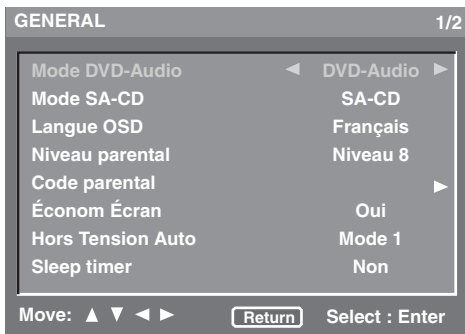 GENERAL 1/2
Mode DVD-Audio ◄ DVD-Audio ►
Mode SA-CD SA-CD
Langue OSD Français
Niveau parental Niveau 8
Code parental ►
Économ Écran Oui
Hors Tension Auto Mode 1
Sleep timer Non
Move: ▲ ▼ ◄ ► Return Select : Enter